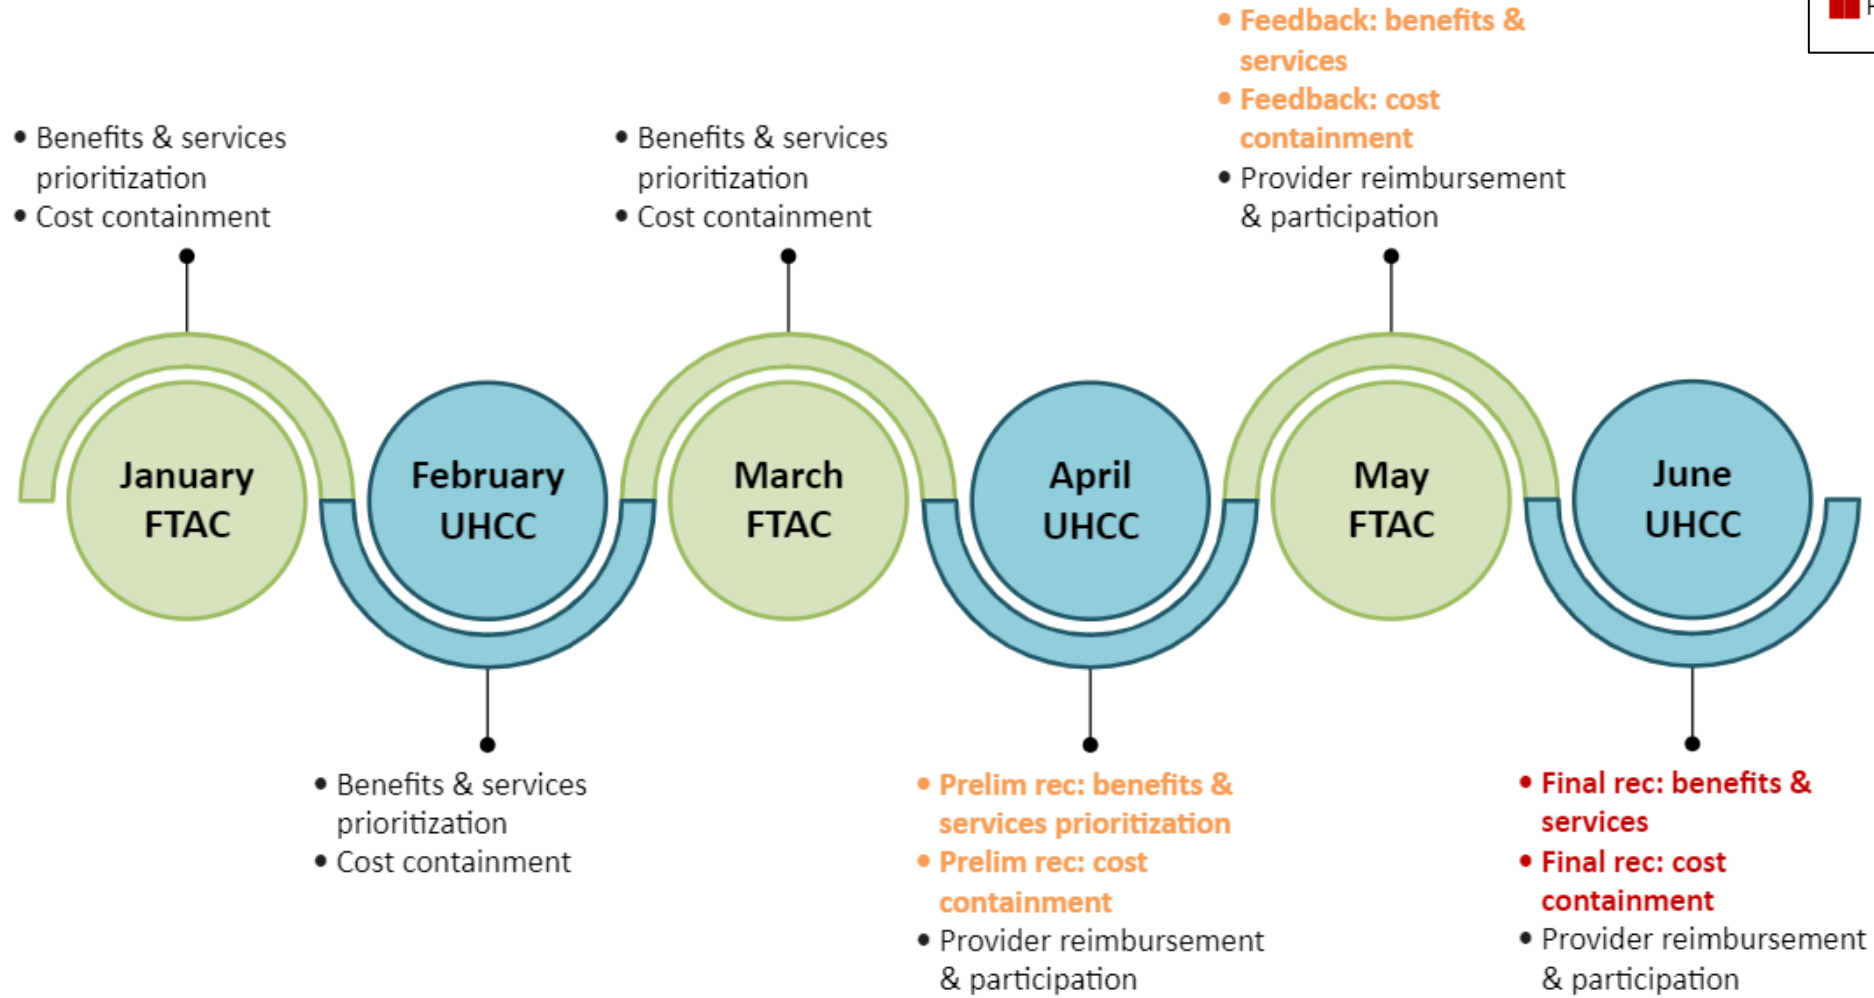 • Benefits & services
prioritization
• Cost containment
• Benefits & services
prioritization
• Cost containment
• Feedback: benefits &
services
• Feedback: cost
containment
• Provider reimbursement
& participation
January
FTAC
February
UHCC
March
FTAC
April
UHCC
May
FTAC
June
UHCC
• Benefits & services
prioritization
• Cost containment
• Prelim rec: benefits &
services prioritization
• Prelim rec: cost
containment
• Provider reimbursement
& participation
• Final rec: benefits &
services
• Final rec: cost
containment
• Provider reimbursement
& participation